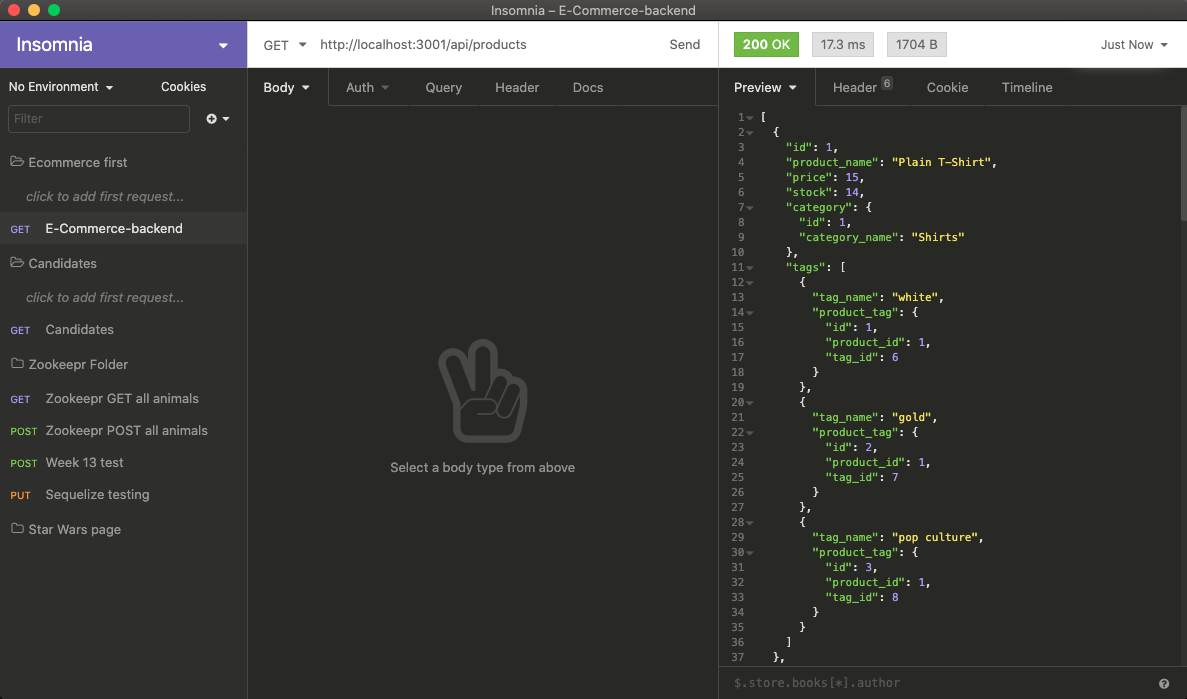 Insomnia – E-Commerce-backend
Insomnia
GET http://localhost:3001/api/products Send
200 OK 17.3 ms 1704 B Just Now
No Environment Cookies
Filter
Ecommerce first
click to add first request...
GET E-Commerce-backend
Candidates
click to add first request...
GET Candidates
Zookeepr Folder
GET Zookeepr GET all animals
POST Zookeepr POST all animals
POST Week 13 test
PUT Sequelize testing
Star Wars page
Body Auth Query Header Docs
Select a body type from above
Preview Header 6 Cookie Timeline
1 [
2 {
3 "id": 1,
4 "product_name": "Plain T-Shirt",
5 "price": 15,
6 "stock": 14,
7 "category": {
8 "id": 1,
9 "category_name": "Shirts"
10 },
11 "tags": [
12 {
13 "tag_name": "white",
14 "product_tag": {
15 "id": 1,
16 "product_id": 1,
17 "tag_id": 6
18 }
19 },
20 {
21 "tag_name": "gold",
22 "product_tag": {
23 "id": 2,
24 "product_id": 1,
25 "tag_id": 7
26 }
27 },
28 {
29 "tag_name": "pop culture",
30 "product_tag": {
31 "id": 3,
32 "product_id": 1,
33 "tag_id": 8
34 }
35 }
36 ]
37 },
$.store.books[*].author